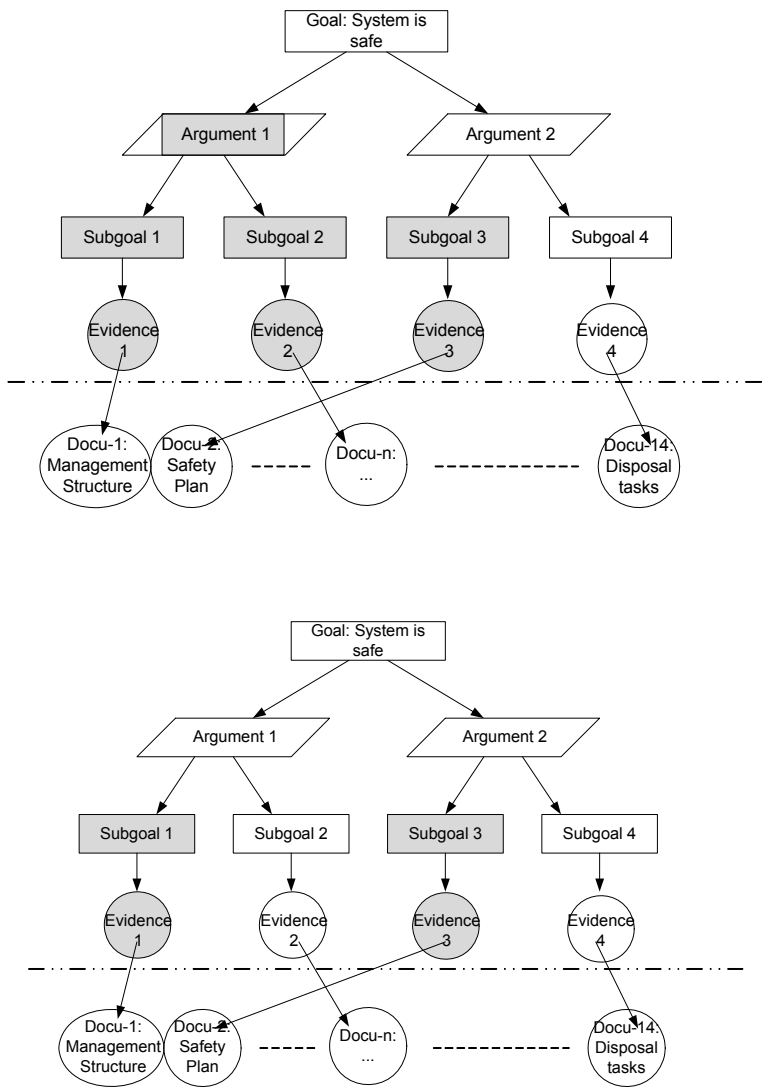 Goal: System is
safe
Argument 1
Argument 2
Subgoal 1
Subgoal 2
Subgoal 3
Subgoal 4
Evidence
1
Evidence
2
Evidence
3
Evidence
4
Docu-1:
Management
Structure
Docu-2:
Safety
Plan
Docu-n:
...
Docu-14:
Disposal
tasks
Goal: System is
safe
Argument 1
Argument 2
Subgoal 1
Subgoal 2
Subgoal 3
Subgoal 4
Evidence
1
Evidence
2
Evidence
3
Evidence
4
Docu-1:
Management
Structure
Docu-2:
Safety
Plan
Docu-n:
...
Docu-14:
Disposal
tasks